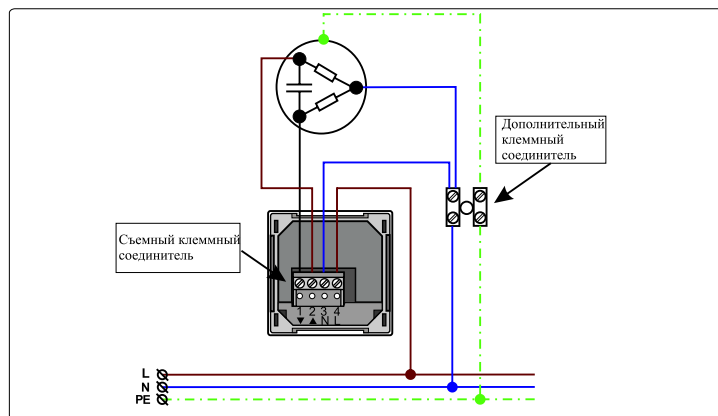 Дополнительный
клеммный
соединитель
Съемный клеммный
соединитель
1 2 3 4
▼ ▲ N L
L
N
PE